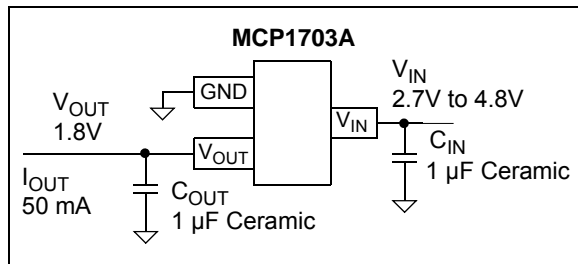 MCP1703A
GND
V_IN
2.7V to 4.8V
V_OUT
1.8V
V_IN
V_OUT
C_IN
1 µF Ceramic
I_OUT
50 mA
C_OUT
1 µF Ceramic